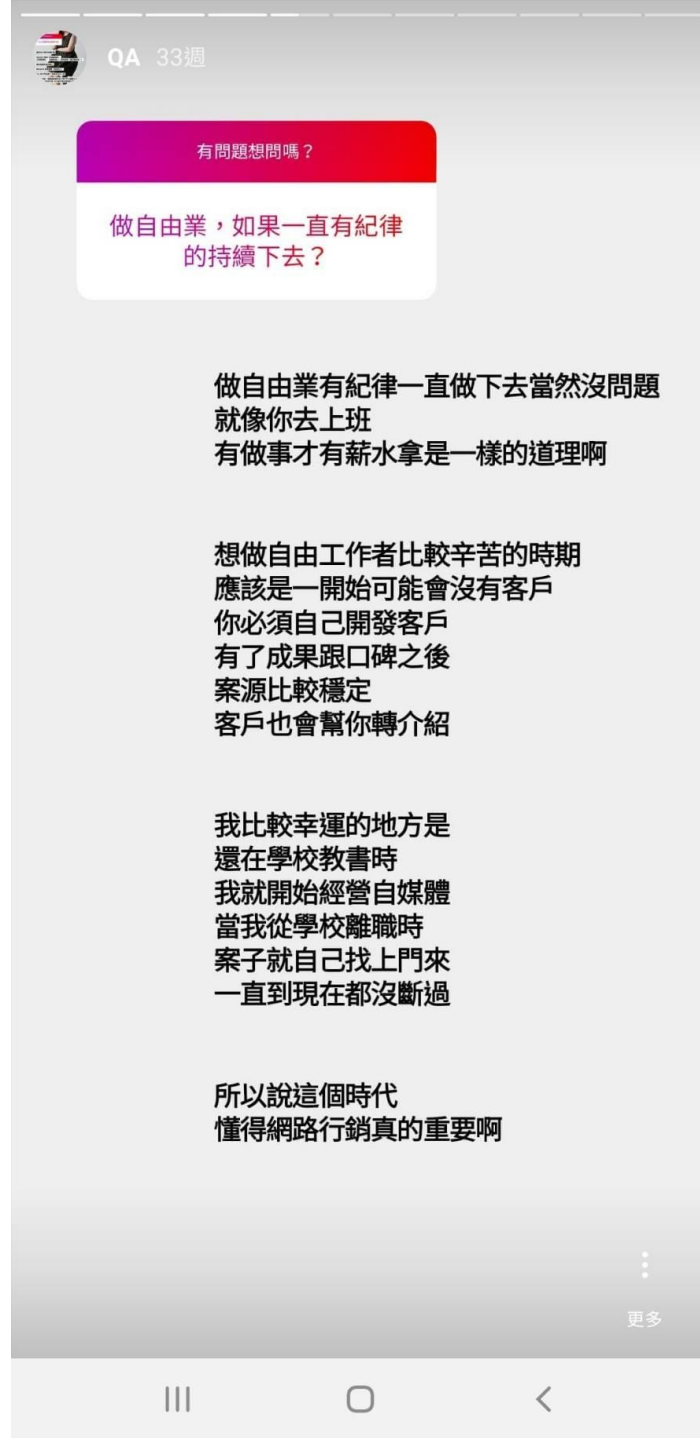 QA 33週
有問題想問嗎？
做自由業，如果一直有紀律
的持續下去？
做自由業有紀律一直做下去當然沒問題
就像你去上班
有做事才有薪水拿是一樣的道理啊
想做自由工作者比較辛苦的時期
應該是一開始可能會沒有客戶
你必須自己開發客戶
有了成果跟口碑之後
案源比較穩定
客戶也會幫你轉介紹
我比較幸運的地方是
還在學校教書時
我就開始經營自媒體
當我從學校離職時
案子就自己找上門來
一直到現在都沒斷過
所以說這個時代
懂得網路行銷真的重要啊
更多